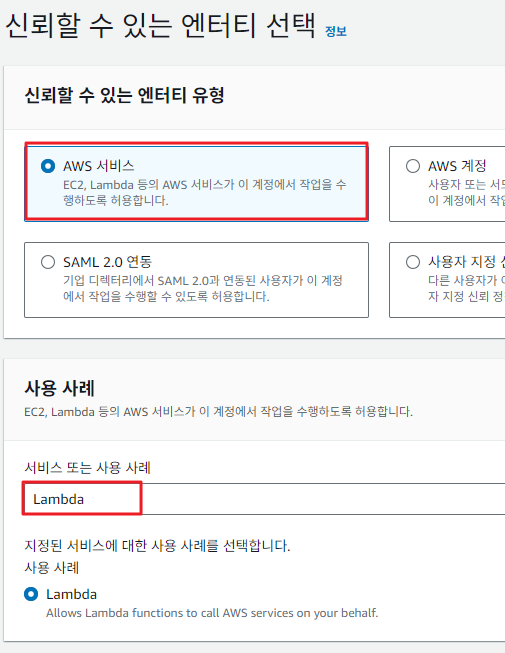 신뢰할 수 있는 엔터티 선택 정보
신뢰할 수 있는 엔터티 유형
AWS 서비스
EC2, Lambda 등의 AWS 서비스가 이 계정에서 작업을 수
행하도록 허용합니다.
AWS 계정
사용자 또는
이 계정에서
SAML 2.0 연동
기업 디렉터리에서 SAML 2.0과 연동된 사용자가 이 계정
에서 작업을 수행할 수 있도록 허용합니다.
사용자 지정
다른 사용자가
자 지정 신뢰
사용 사례
EC2, Lambda 등의 AWS 서비스가 이 계정에서 작업을 수행하도록 허용합니다.
서비스 또는 사용 사례
Lambda
지정된 서비스에 대한 사용 사례를 선택합니다.
사용 사례
Lambda
Allows Lambda functions to call AWS services on your behalf.